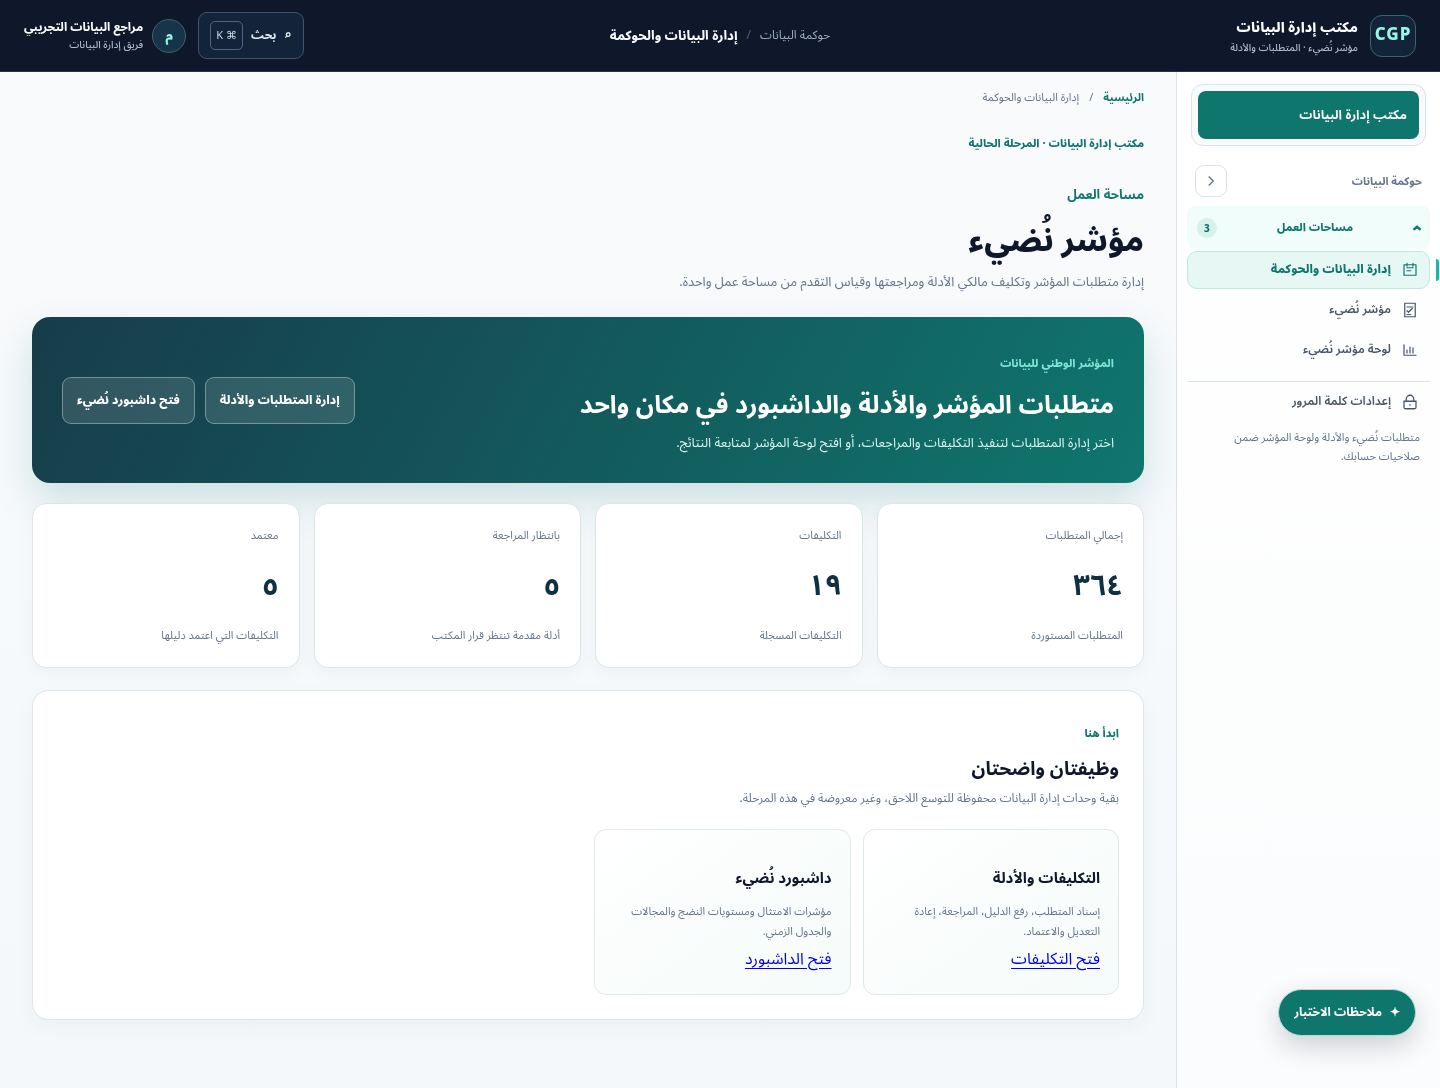 CGP
مكتب إدارة البيانات
مؤشر نُضيء · المتطلبات والأدلة
حوكمة البيانات / إدارة البيانات والحوكمة
⌕ بحث ⌘ K
م
مراجع البيانات التجريبي
فريق إدارة البيانات
مكتب إدارة البيانات
حوكمة البيانات
مساحات العمل 3
إدارة البيانات والحوكمة
مؤشر نُضيء
لوحة مؤشر نُضيء
إعدادات كلمة المرور
متطلبات نُضيء والأدلة ولوحة المؤشر ضمن
صلاحيات حسابك.
✦ ملاحظات الاختبار
الرئيسية / إدارة البيانات والحوكمة
مكتب إدارة البيانات · المرحلة الحالية
مساحة العمل
مؤشر نُضيء
إدارة متطلبات المؤشر وتكليف مالكي الأدلة ومراجعتها وقياس التقدم من مساحة عمل واحدة.
المؤشر الوطني للبيانات
متطلبات المؤشر والأدلة والداشبورد في مكان واحد
اختر إدارة المتطلبات لتنفيذ التكليفات والمراجعات، أو افتح لوحة المؤشر لمتابعة النتائج.
إدارة المتطلبات والأدلة
فتح داشبورد نُضيء
إجمالي المتطلبات
٣٦٤
المتطلبات المستوردة
التكليفات
١٩
التكليفات المسجلة
بانتظار المراجعة
٥
أدلة مقدمة تنتظر قرار المكتب
معتمد
٥
التكليفات التي اعتمد دليلها
ابدأ هنا
وظيفتان واضحتان
بقية وحدات إدارة البيانات محفوظة للتوسع اللاحق، وغير معروضة في هذه المرحلة.
التكليفات والأدلة
إسناد المتطلب، رفع الدليل، المراجعة، إعادة
التعديل والاعتماد.
فتح التكليفات
داشبورد نُضيء
مؤشرات الامتثال ومستويات النضج والمجالات
والجدول الزمني.
فتح الداشبورد